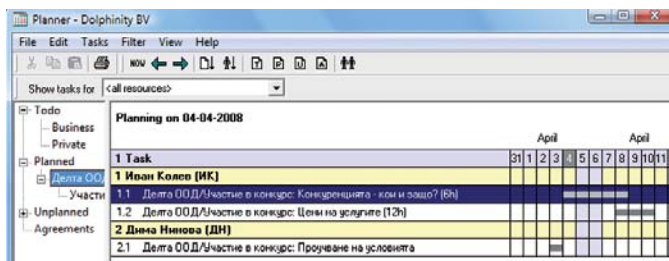 Planner - Dolphinity BV
File Edit Tasks Filter View Help
NOW T P U A
Show tasks for <all resources>
Todo
Business
Private
Planned
Делта ООД
Участи
Unplanned
Agreements
Planning on 04-04-2008
April April
1 Task 31 1 2 3 4 5 6 7 8 9 10 11
1 Иван Колев (ИК)
1.1 Делта ООД/Участие в конкурс: Конкуренцията - кои и защо? (6h)
1.2 Делта ООД/Участие в конкурс: Цени на услугите (12h)
2 Дима Нинова (ДН)
2.1 Делта ООД/Участие в конкурс: Проучване на условията